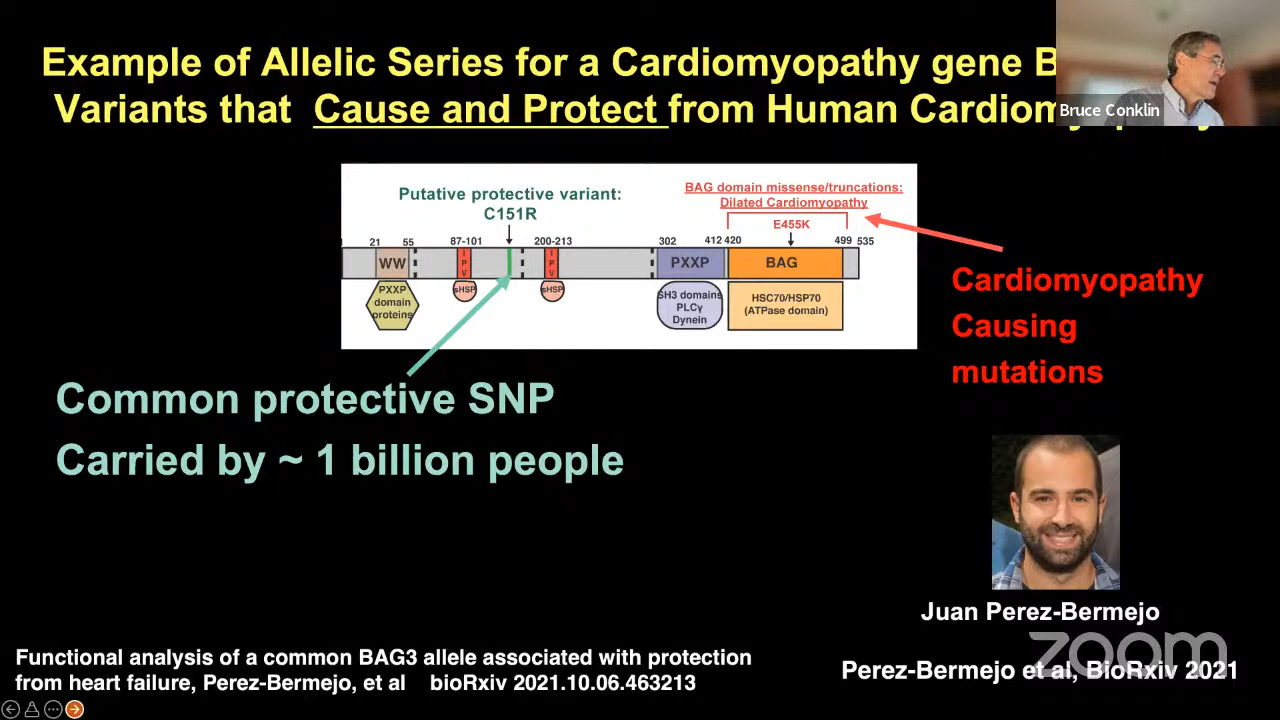 Example of Allelic Series for a Cardiomyopathy gene
Variants that Cause and Protect from Human
Bruce Conklin
Putative protective variant:
C151R
BAG domain missense/truncations:
Dilated Cardiomyopathy
E455K
21 55 87-101 200-213 302 412 420 499 535
WW IPV IPV PXXP BAG
PXXP
domain
proteins
sHSP
sHSP
SH3 domains
PLCγ
Dynein
HSC70/HSP70
(ATPase domain)
Cardiomyopathy
Causing
mutations
Common protective SNP
Carried by ~ 1 billion people
Juan Perez-Bermejo
zoom
Functional analysis of a common BAG3 allele associated with protection
from heart failure, Perez-Bermejo, et al bioRxiv 2021.10.06.463213
Perez-Bermejo et al, BioRxiv 2021